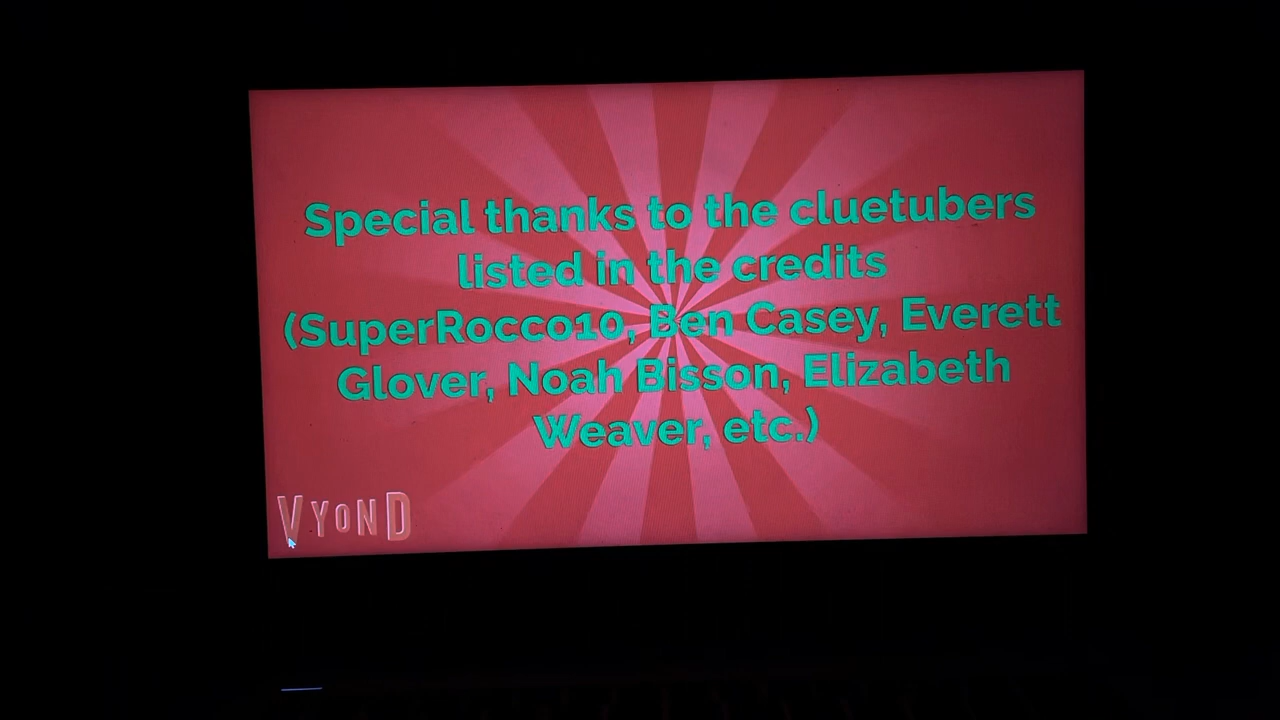 Special thanks to the cluetubers
listed in the credits
(SuperRocco10, Ben Casey, Everett
Glover, Noah Bisson, Elizabeth
Weaver, etc.)
VYOND